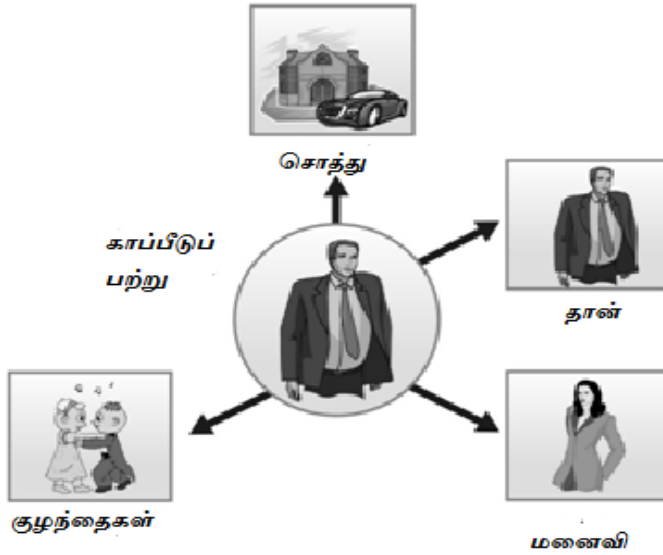 சொத்து
காப்பீடுப்
பற்று
தான்
குழந்தைகள்
மனைவி